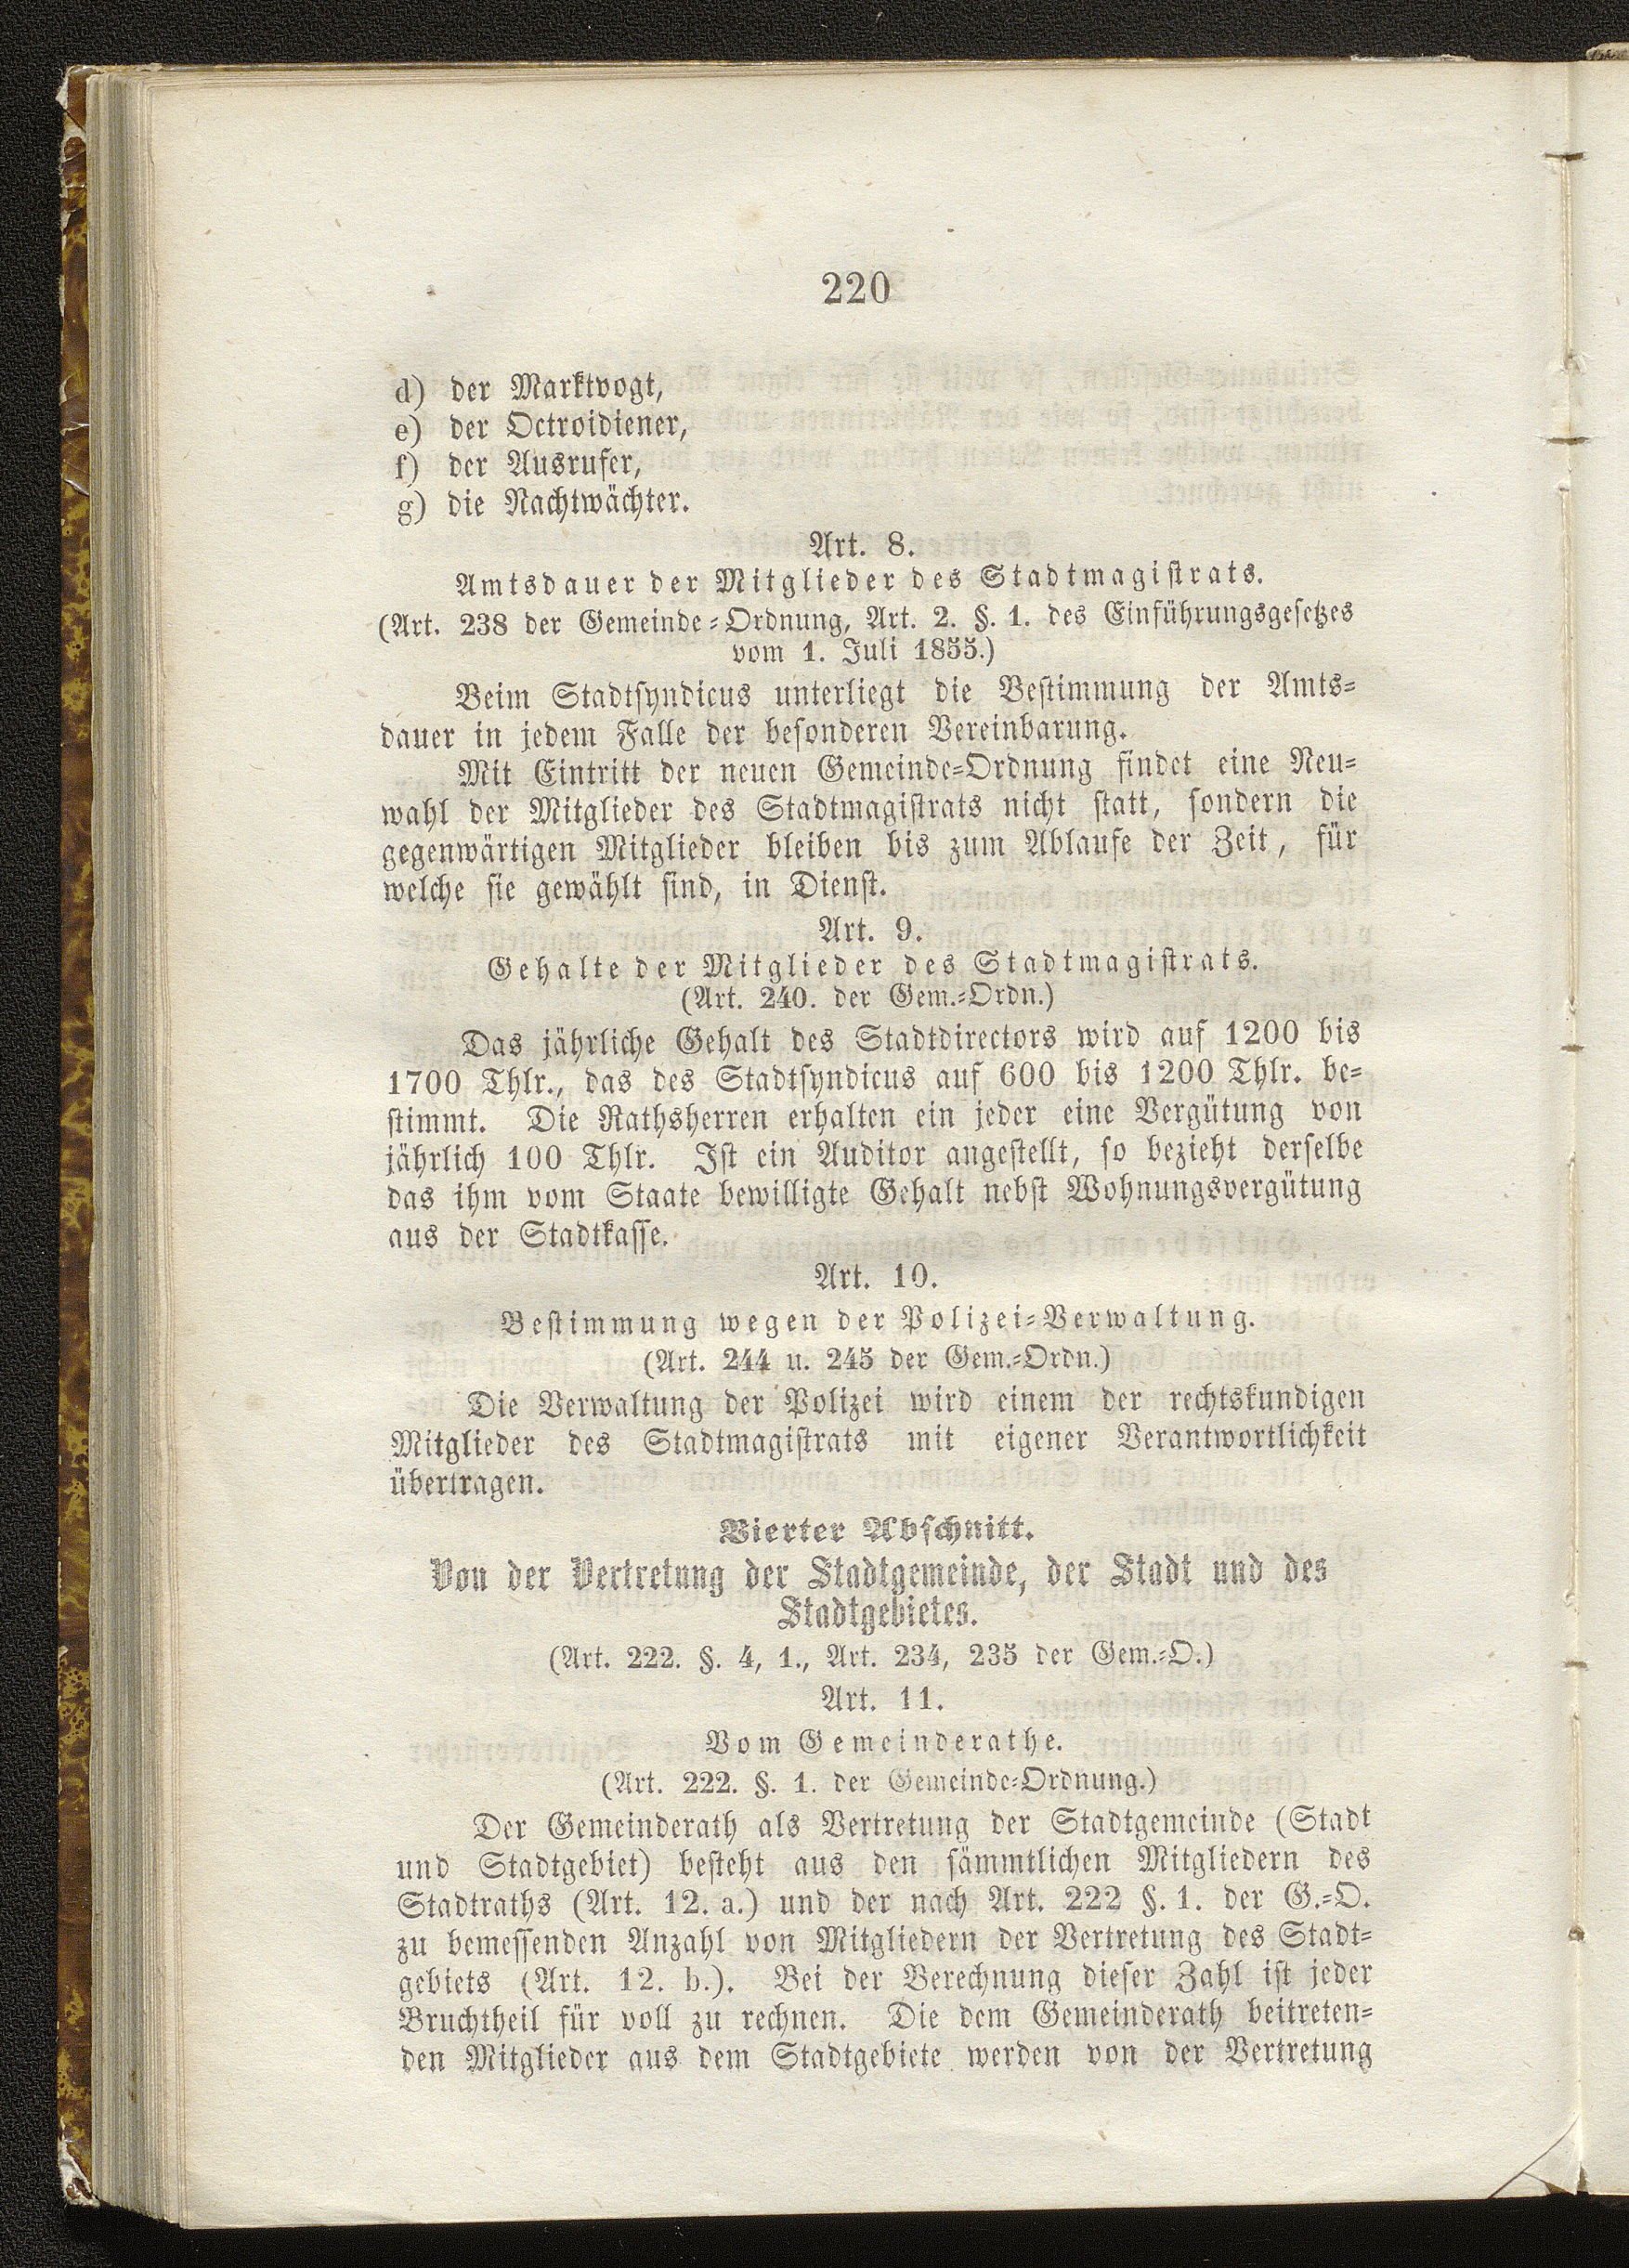 220
d) der Marktvogt,
e) der Octroidiener,
f) der Ausrufer,
g) die Nachtwächter.
Art. 8.
Amtsdauer der Mitglieder des Stadtmagistrats.
(Art. 238 der Gemeinde-Ordnung, Art. 2. §. 1. des Einführungsgesetzes
vom 1. Juli 1855.)
Beim Stadtsyndicus unterliegt die Bestimmung der Amts-
dauer in jedem Falle der besonderen Vereinbarung.
Mit Eintritt der neuen Gemeinde-Ordnung findet eine Neu-
wahl der Mitglieder des Stadtmagistrats nicht statt, sondern die
gegenwärtigen Mitglieder bleiben bis zum Ablaufe der Zeit, für
welche sie gewählt sind, in Dienst.
Art. 9.
Gehalte der Mitglieder des Stadtmagistrats.
(Art. 240. der Gem.-Ordn.)
Das jährliche Gehalt des Stadtdirectors wird auf 1200 bis
1700 Thlr., das des Stadtsyndicus auf 600 bis 1200 Thlr. be-
stimmt. Die Rathsherren erhalten ein jeder eine Vergütung von
jährlich 100 Thlr. Ist ein Auditor angestellt, so bezieht derselbe
das ihm vom Staate bewilligte Gehalt nebst Wohnungsvergütung
aus der Stadtkasse.
Art. 10.
Bestimmung wegen der Polizei-Verwaltung.
(Art. 244 u. 245 der Gem.-Ordn.)
Die Verwaltung der Polizei wird einem der rechtskundigen
Mitglieder des Stadtmagistrats mit eigener Verantwortlichkeit
übertragen.
Vierter Abschnitt.
Von der Vertretung der Stadtgemeinde, der Stadt und des
Stadtgebietes.
(Art. 222. §. 4, 1., Art. 234, 235 der Gem.-O.)
Art. 11.
Vom Gemeinderathe.
(Art. 222. §. 1. der Gemeinde-Ordnung.)
Der Gemeinderath als Vertretung der Stadtgemeinde (Stadt
und Stadtgebiet) besteht aus den sämmtlichen Mitgliedern des
Stadtraths (Art. 12. a.) und der nach Art. 222 §. 1. der G.-O.
zu bemessenden Anzahl von Mitgliedern der Vertretung des Stadt-
gebiets (Art. 12. b.). Bei der Berechnung dieser Zahl ist jeder
Bruchtheil für voll zu rechnen. Die dem Gemeinderath beitreten-
den Mitglieder aus dem Stadtgebiete werden von der Vertretung